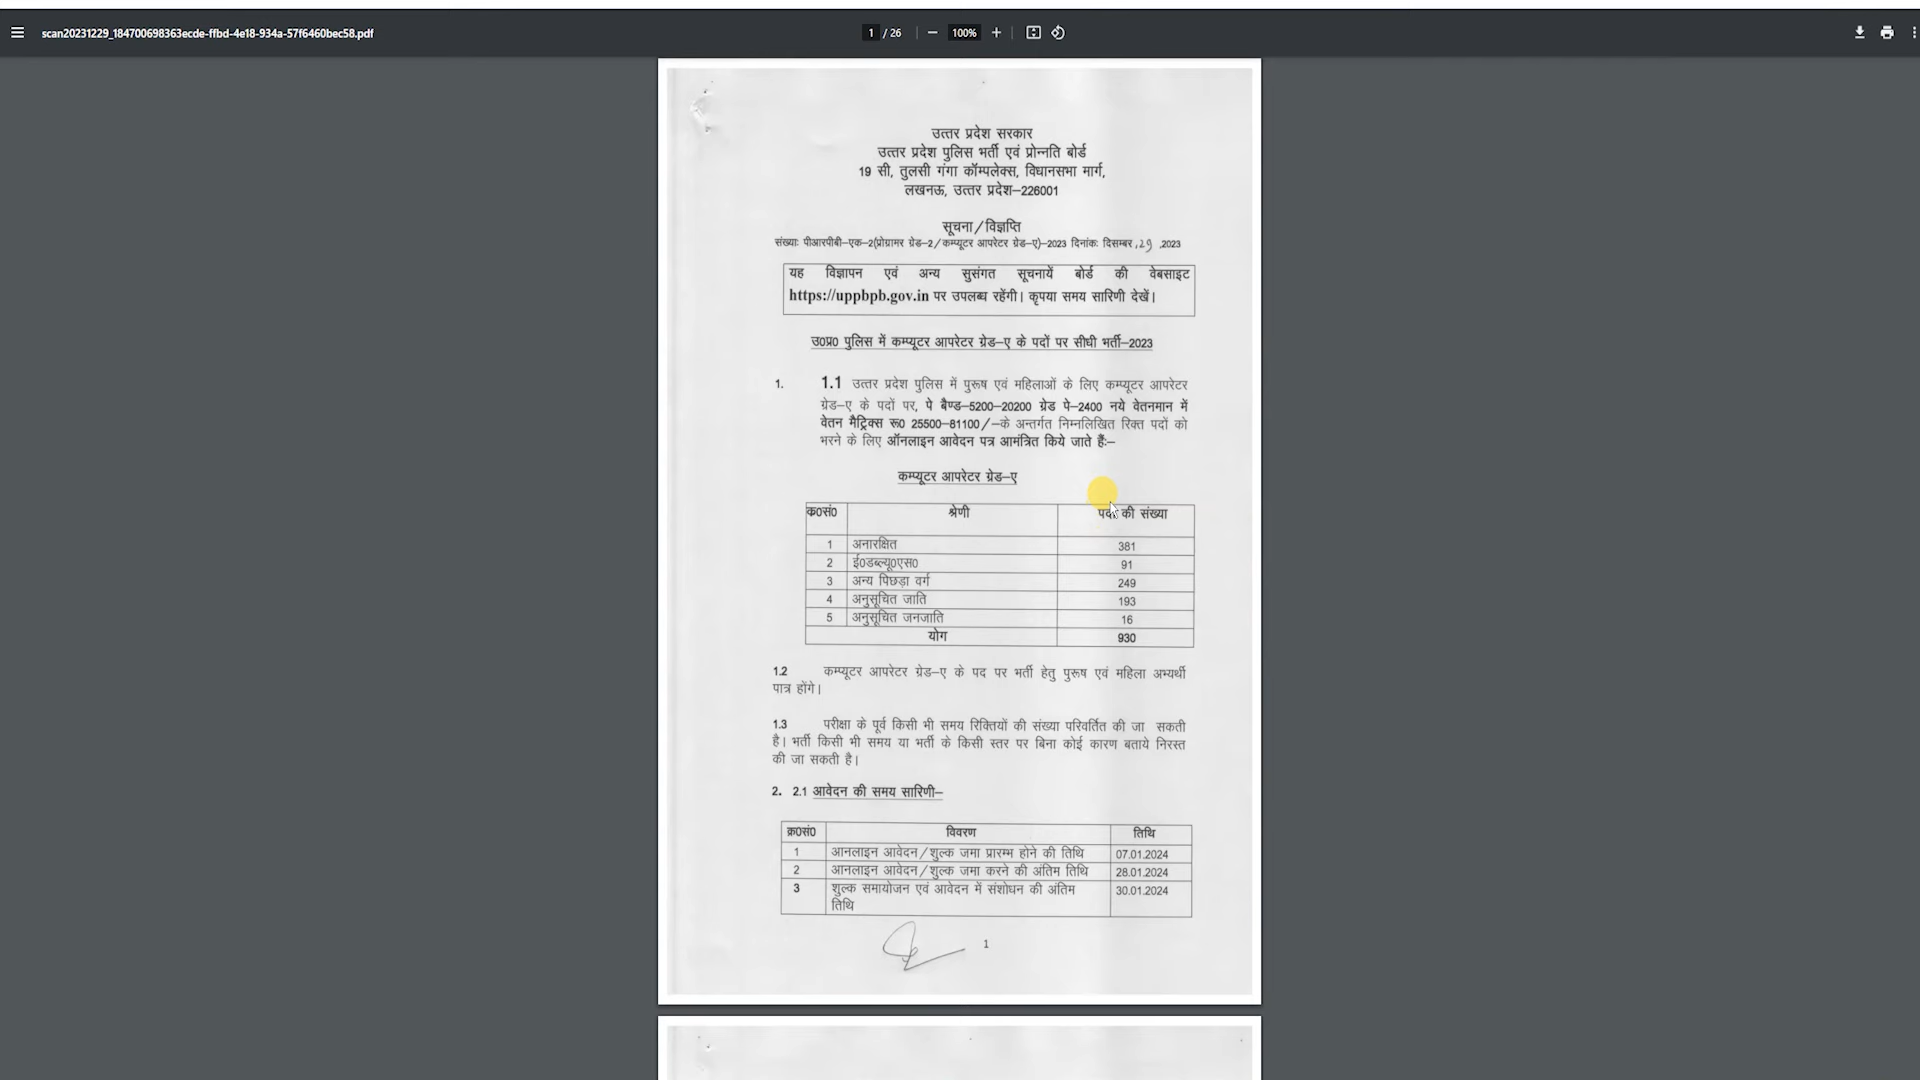 scan20231229_184700698363ecde-ffbd-4e18-934a-57f6460bec58.pdf
1 / 26
100%
उत्तर प्रदेश सरकार
उत्तर प्रदेश पुलिस भर्ती एवं प्रोन्नति बोर्ड
19 सी, तुलसी गंगा कॉम्पलेक्स, विधानसभा मार्ग,
लखनऊ, उत्तर प्रदेश–226001
सूचना/विज्ञप्ति
संख्याः पीआरपीबी–एक–2(प्रोग्रामर ग्रेड–2/कम्प्यूटर आपरेटर ग्रेड–ए)–2023 दिनांकः दिसम्बर,29,2023
यह विज्ञापन एवं अन्य सुसंगत सूचनायें बोर्ड की वेबसाइट
https://uppbpb.gov.in पर उपलब्ध रहेंगी। कृपया समय सारिणी देखें।
उ0प्र0 पुलिस में कम्प्यूटर आपरेटर ग्रेड–ए के पदों पर सीधी भर्ती–2023
1. 1.1 उत्तर प्रदेश पुलिस में पुरूष एवं महिलाओं के लिए कम्प्यूटर आपरेटर
ग्रेड–ए के पदों पर, पे बैण्ड–5200–20200 ग्रेड पे–2400 नये वेतनमान में
वेतन मैट्रिक्स रू0 25500–81100/–के अन्तर्गत निम्नलिखित रिक्त पदों को
भरने के लिए ऑनलाइन आवेदन पत्र आमंत्रित किये जाते हैंः–
कम्प्यूटर आपरेटर ग्रेड–ए
क्र0सं0 श्रेणी की संख्या
1 अनारक्षित 381
2 ई0डब्ल्यू0एस0 91
3 अन्य पिछड़ा वर्ग 249
4 अनुसूचित जाति 193
5 अनुसूचित जनजाति 16
योग 930
1.2 कम्प्यूटर आपरेटर ग्रेड–ए के पद पर भर्ती हेतु पुरूष एवं महिला अभ्यर्थी
पात्र होंगे।
1.3 परीक्षा के पूर्व किसी भी समय रिक्तियों की संख्या परिवर्तित की जा सकती
है। भर्ती किसी भी समय या भर्ती के किसी स्तर पर बिना कोई कारण बताये निरस्त
की जा सकती है।
2. 2.1 आवेदन की समय सारिणी–
क्र0सं0 विवरण तिथि
1 आनलाइन आवेदन/शुल्क जमा प्रारम्भ होने की तिथि 07.01.2024
2 आनलाइन आवेदन/शुल्क जमा करने की अंतिम तिथि 28.01.2024
3 शुल्क समायोजन एवं आवेदन में संशोधन की अंतिम 30.01.2024
तिथि
1